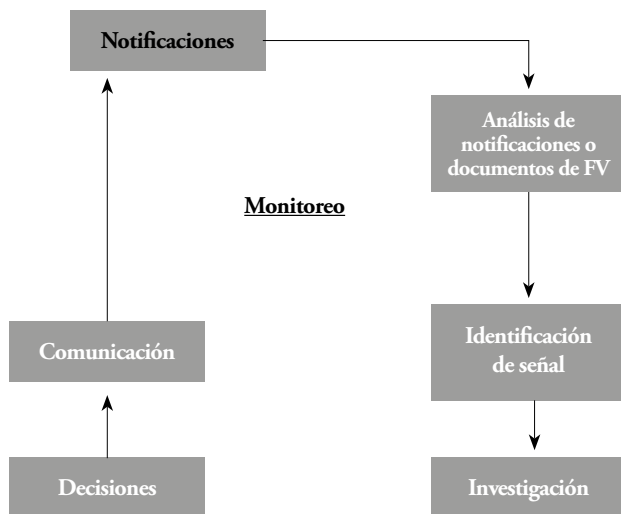 Notificaciones
Análisis de
notificaciones o
documentos de FV
Monitoreo
Identificación
de señal
Comunicación
Decisiones
Investigación